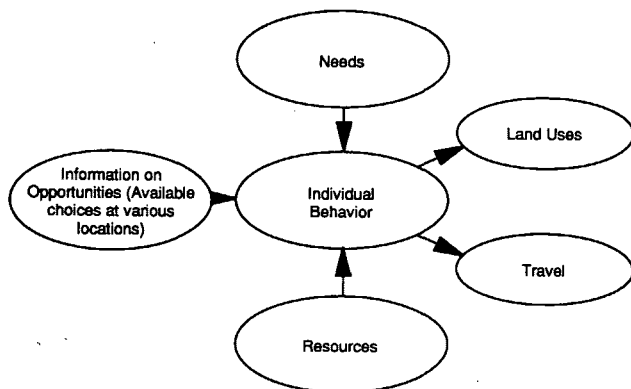 Needs
Land Uses
Information on
Opportunities (Available
choices at various
locations)
Individual
Behavior
Travel
Resources